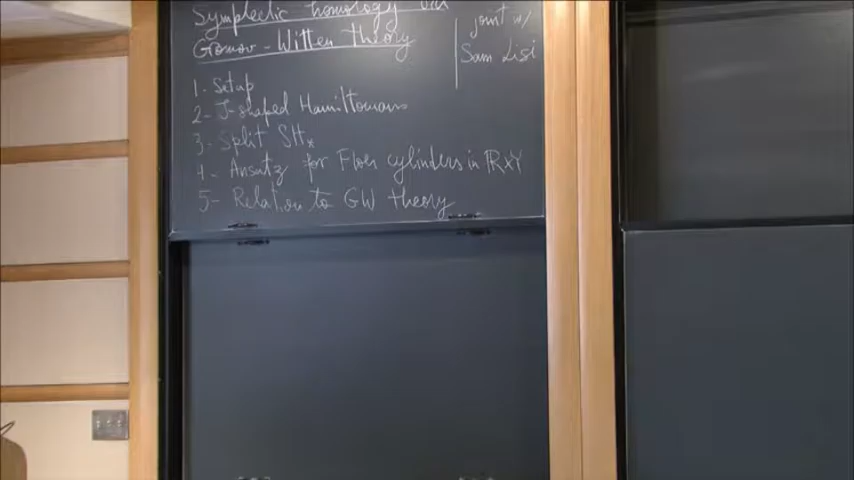 Symplectic homology via
Gromov-Witten Theory
joint w/
Sam Lisi
1- Setup
2- J-shaped Hamiltonians
3- Split SH*
4- Ansatz for Floer cylinders in R×Y
5- Relation to GW theory